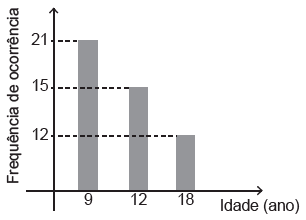 Frequência de ocorrência
21
15
12
9 12 18
Idade (ano)